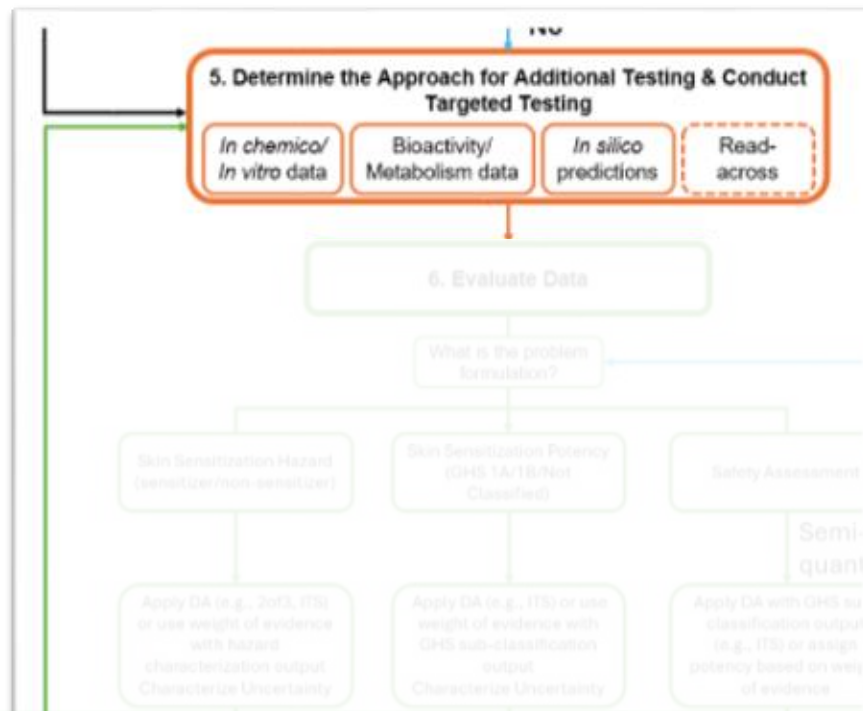 No
5. Determine the Approach for Additional Testing & Conduct
Targeted Testing
In chemico/
In vitro data
Bioactivity/
Metabolism data
In silico
predictions
Read-
across
6. Evaluate Data
What is the problem
formulation?
Skin Sensitization Hazard
(sensitizer/non-sensitizer)
Skin Sensitization Potency
(GHS 1A/1B/Not
Classified)
Safety Assessment
Semi-
quant
Apply DA (e.g., 2of3, ITS)
or use weight of evidence
with hazard
characterization output
Characterize Uncertainty
Apply DA (e.g., ITS) or use
weight of evidence with
GHS sub-classification
output
Characterize Uncertainty
Apply DA with GHS su
classification output
(e.g., ITS) or assign
potency based on weig
of evidence